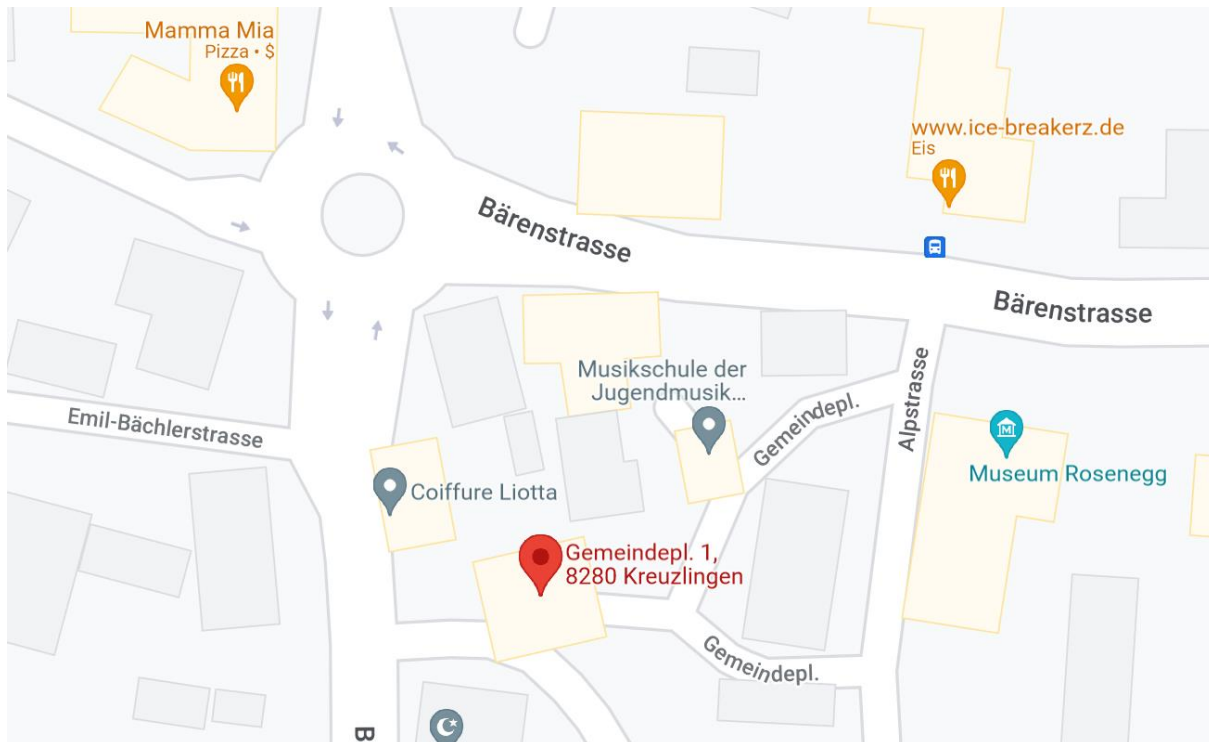 Mamma Mia
Pizza • $
www.ice-breakerz.de
Eis
Bärenstrasse
Bärenstrasse
Musikschule der
Jugendmusik...
Gemeindepl.
Alpstrasse
Emil-Bächlerstrasse
Museum Rosenegg
Coiffure Liotta
Gemeindepl. 1,
8280 Kreuzlingen
Gemeindepl.
B